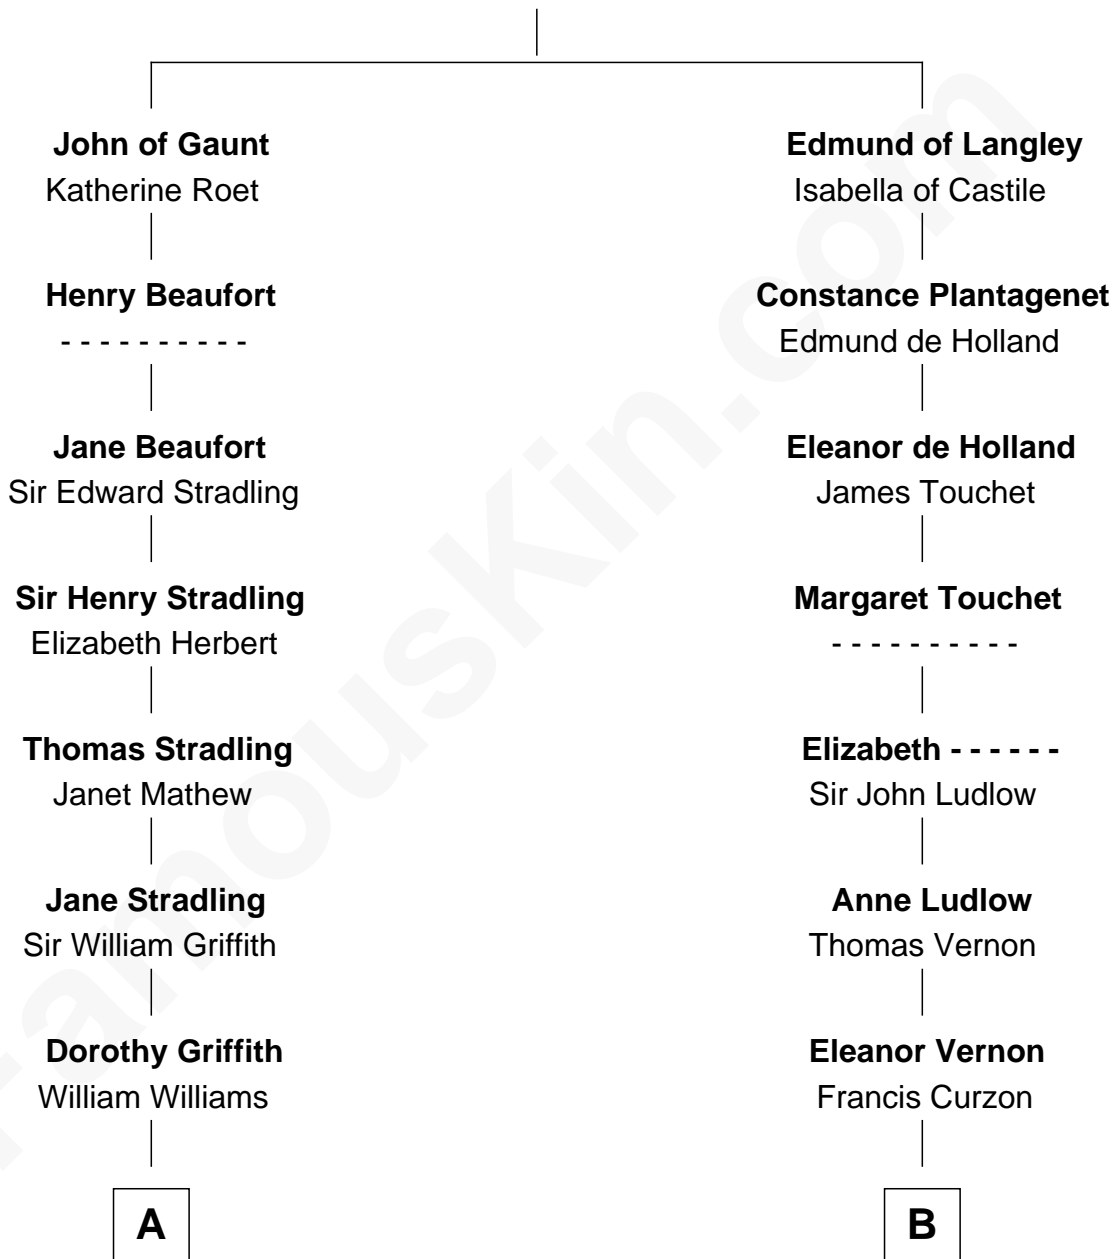 John of Gaunt
Katherine Roet
Henry Beaufort
- - - - - - - - - -
Jane Beaufort
Sir Edward Stradling
Sir Henry Stradling
Elizabeth Herbert
Thomas Stradling
Janet Mathew
Jane Stradling
Sir William Griffith
Dorothy Griffith
William Williams
A
Edmund of Langley
Isabella of Castile
Constance Plantagenet
Edmund de Holland
Eleanor de Holland
James Touchet
Margaret Touchet
- - - - - - - - - -
Elizabeth - - - - - -
Sir John Ludlow
Anne Ludlow
Thomas Vernon
Eleanor Vernon
Francis Curzon
B
FamousKin.com